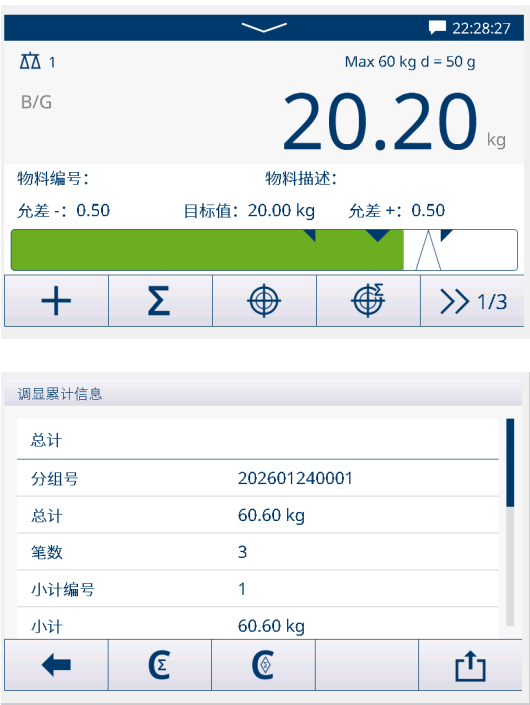 22:28:27
1 Max 60 kg d = 50 g
B/G
20.20 kg
物料编号： 物料描述：
允差 -： 0.50 目标值： 20.00 kg 允差 +： 0.50
Σ Σ 1/3
调显累计信息
总计
分组号 202601240001
总计 60.60 kg
笔数 3
小计编号 1
小计 60.60 kg
C Σ C